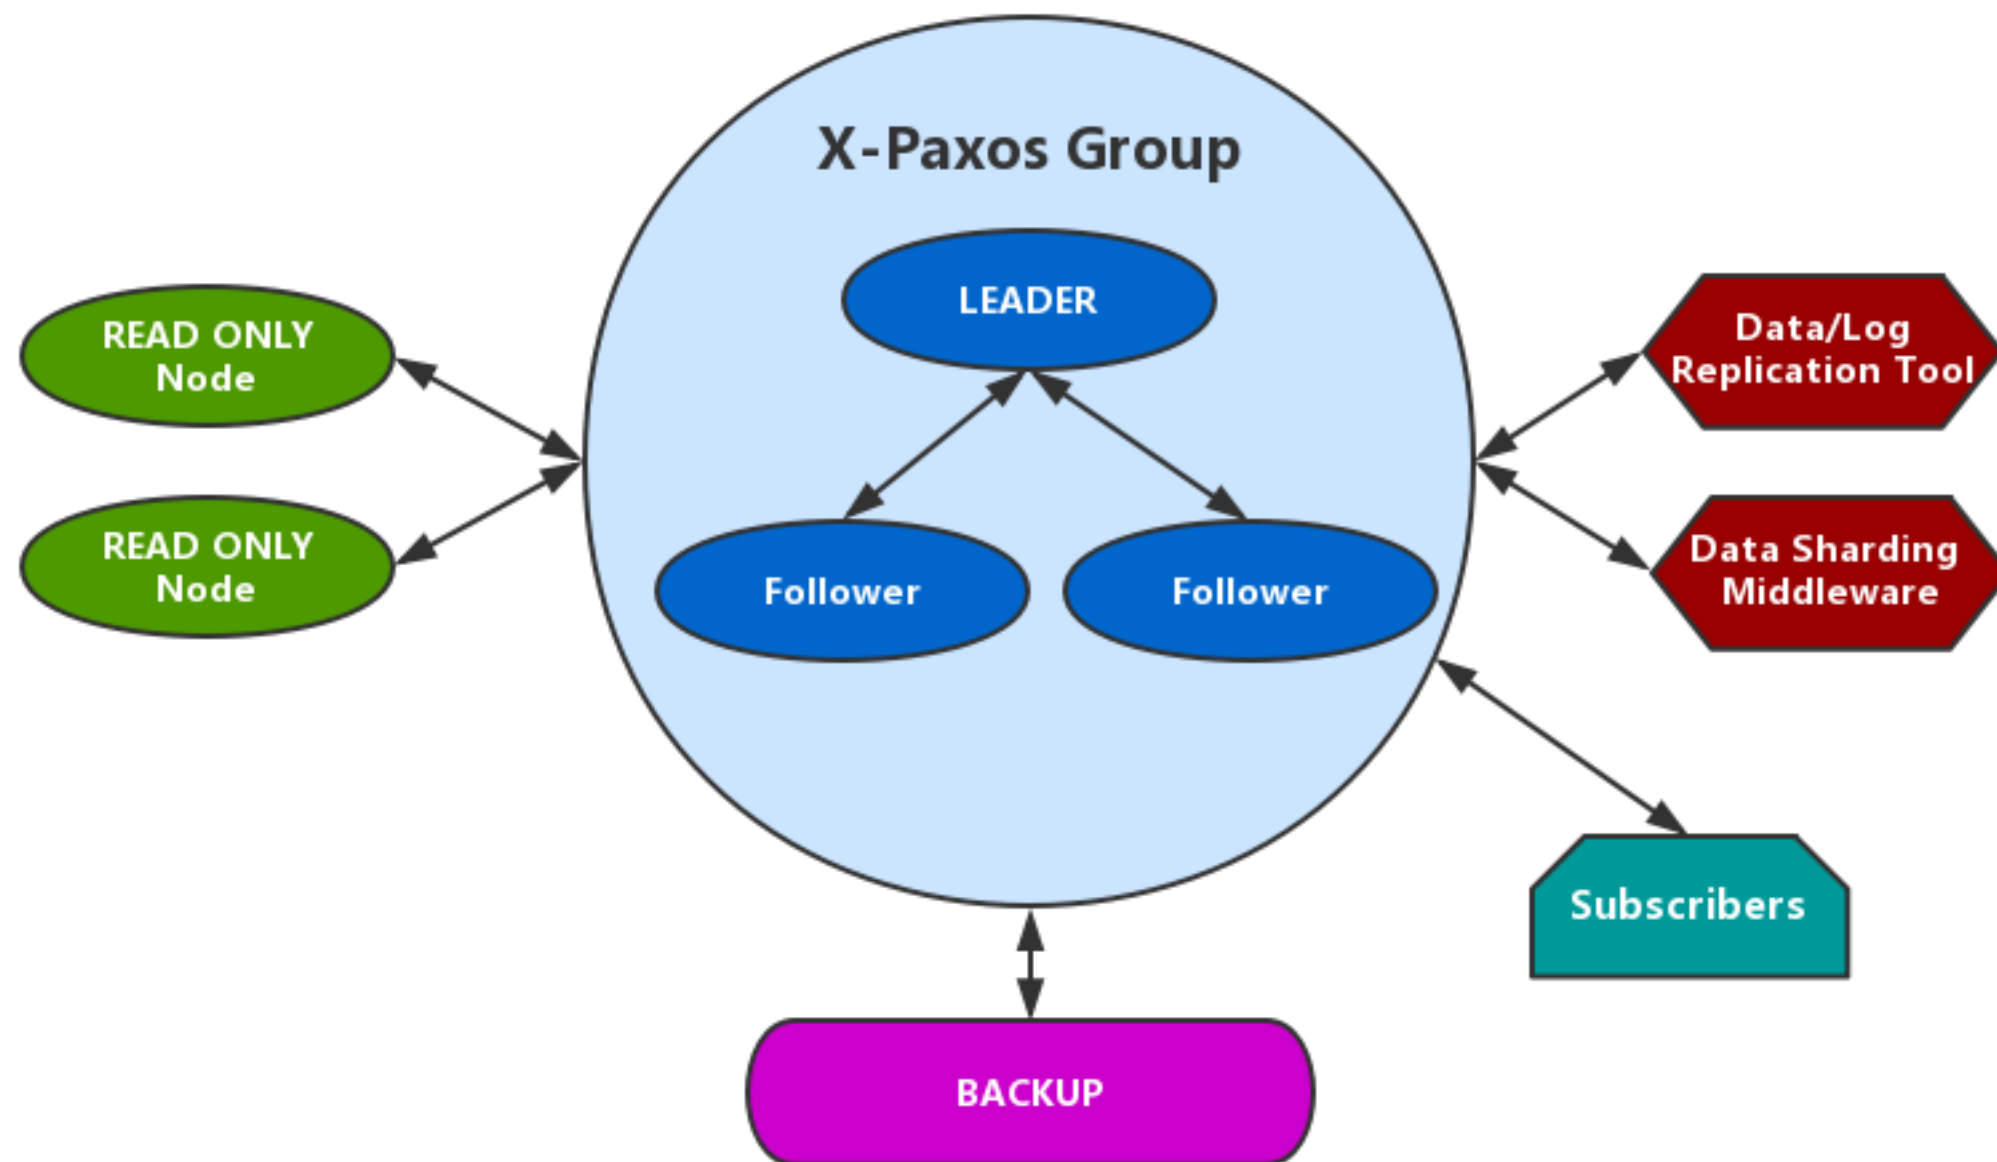 X-Paxos Group
LEADER
Follower
Follower
READ ONLY
Node
READ ONLY
Node
Data/Log
Replication Tool
Data Sharding
Middleware
Subscribers
BACKUP